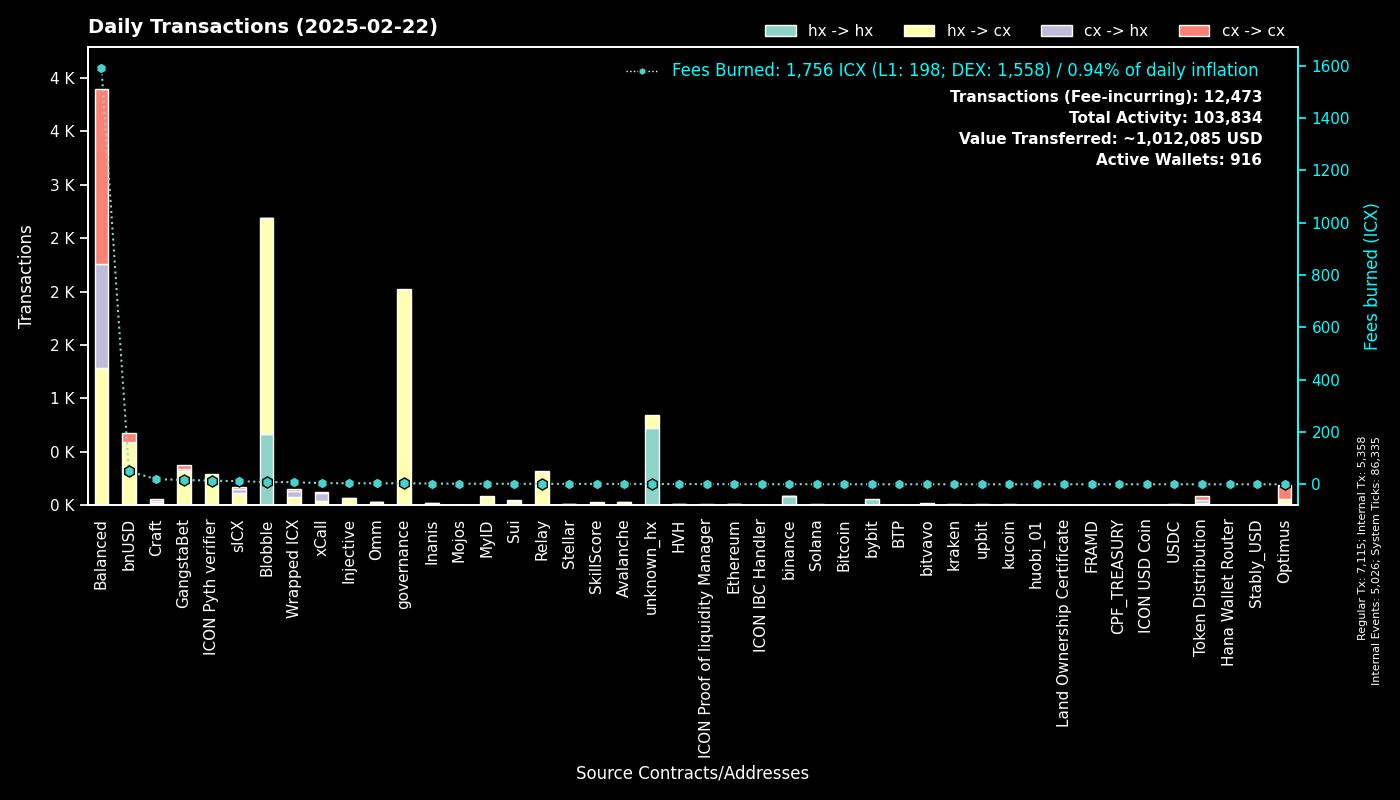 Daily Transactions (2025-02-22)
hx -> hx
hx -> cx
cx -> hx
cx -> cx
Fees Burned: 1,756 ICX (L1: 198; DEX: 1,558) / 0.94% of daily inflation
Transactions (Fee-incurring): 12,473
Total Activity: 103,834
Value Transferred: ~1,012,085 USD
Active Wallets: 916
Transactions
4 K
4 K
3 K
2 K
2 K
2 K
1 K
0 K
0 K
1600
1400
1200
1000
800
600
400
200
0
Fees burned (ICX)
Balanced
bnUSD
Craft
GangstaBet
ICON Pyth verifier
sICX
Blobble
Wrapped ICX
xCall
Injective
Omm
governance
Inanis
Mojos
MyID
Sui
Relay
Stellar
SkillScore
Avalanche
unknown_hx
HVH
ICON Proof of liquidity Manager
Ethereum
ICON IBC Handler
binance
Solana
Bitcoin
bybit
BTP
bitvavo
kraken
upbit
kucoin
huobi_01
Land Ownership Certificate
FRAMD
CPF_TREASURY
ICON USD Coin
USDC
Token Distribution
Hana Wallet Router
Stably_USD
Optimus
Source Contracts/Addresses
Regular Tx: 7,115; Internal Tx: 5,358
Internal Events: 5,026; System Ticks: 86,335